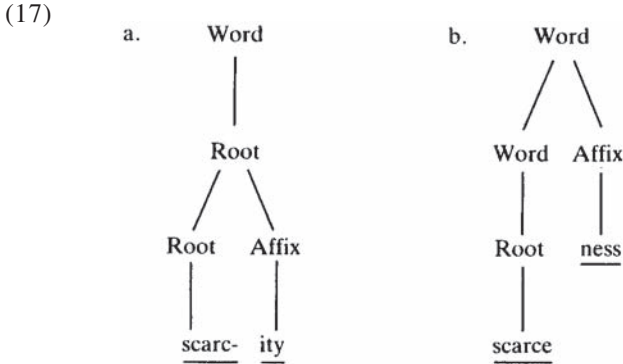 (17)
a. Word b. Word
Root Word Affix
Root Affix Root ness
scarc- ity scarce